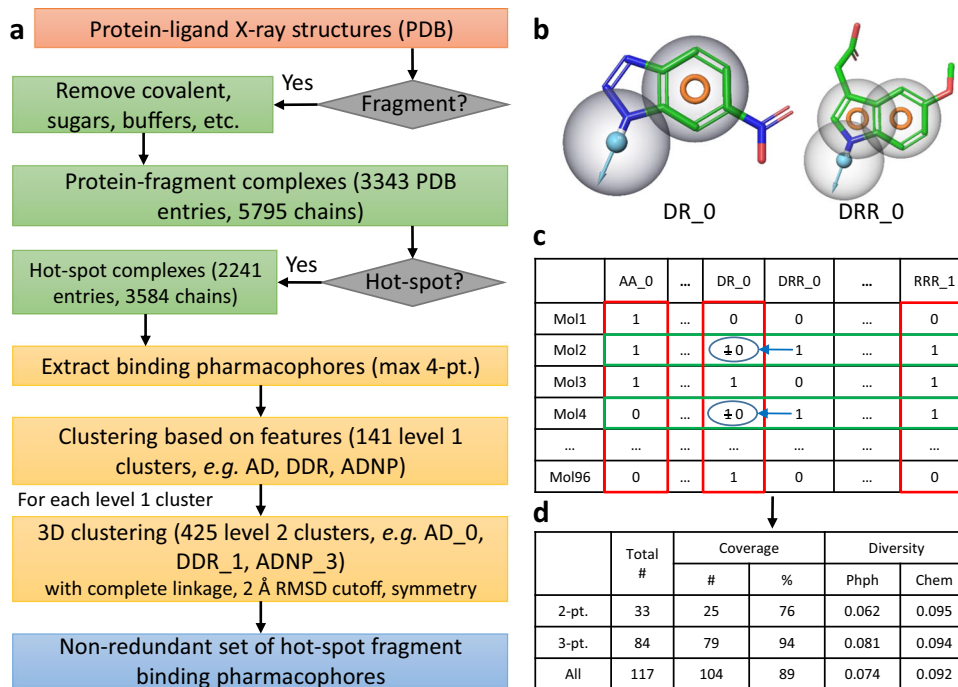 a
Protein-ligand X-ray structures (PDB)
Fragment?
Yes
Remove covalent,
sugars, buffers, etc.
Protein-fragment complexes (3343 PDB
entries, 5795 chains)
Hot-spot?
Yes
Hot-spot complexes (2241
entries, 3584 chains)
Extract binding pharmacophores (max 4-pt.)
Clustering based on features (141 level 1
clusters, e.g. AD, DDR, ADNP)
For each level 1 cluster
3D clustering (425 level 2 clusters, e.g. AD_0,
DDR_1, ADNP_3)
with complete linkage, 2 Å RMSD cutoff, symmetry
Non-redundant set of hot-spot fragment
binding pharmacophores
b
DR_0 DRR_0
c
AA_0 ... DR_0 DRR_0 ... RRR_1
Mol1 1 ... 0 0 ... 0
Mol2 1 ... 1 0 1 ... 1
Mol3 1 ... 1 0 ... 1
Mol4 0 ... 1 0 1 ... 1
... ... ... ... ...
Mol96 0 ... 1 0 ... 0
d
Total
#
Coverage Diversity
# % Phph Chem
2-pt. 33 25 76 0.062 0.095
3-pt. 84 79 94 0.081 0.094
All 117 104 89 0.074 0.092